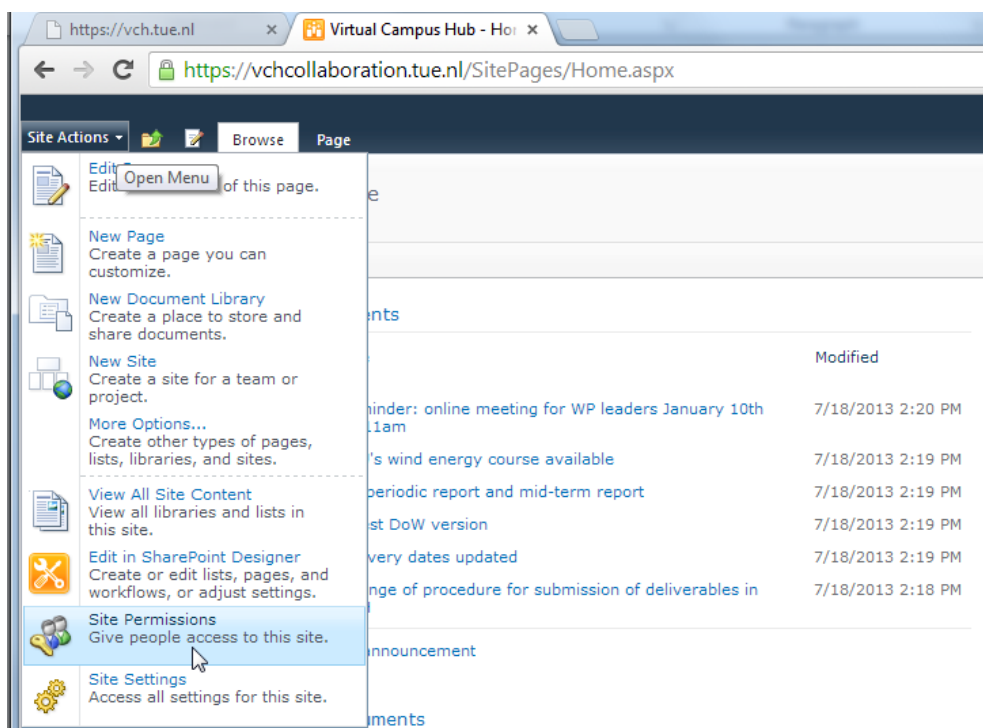 https://vch.tue.nl
Virtual Campus Hub - Hor
https://vchcollaboration.tue.nl/SitePages/Home.aspx
Site Actions
Browse
Page
Edit
Edit
Open Menu
of this page.
e
New Page
Create a page you can
customize.
New Document Library
Create a place to store and
share documents.
New Site
Create a site for a team or
project.
More Options...
Create other types of pages,
lists, libraries, and sites.
View All Site Content
View all libraries and lists in
this site.
Edit in SharePoint Designer
Create or edit lists, pages, and
workflows, or adjust settings.
Site Permissions
Give people access to this site.
Site Settings
Access all settings for this site.
ents
Modified
inder: online meeting for WP leaders January 10th
11am
7/18/2013 2:20 PM
's wind energy course available
7/18/2013 2:19 PM
periodic report and mid-term report
7/18/2013 2:19 PM
st DoW version
7/18/2013 2:19 PM
very dates updated
7/18/2013 2:19 PM
nge of procedure for submission of deliverables in
7/18/2013 2:18 PM
nnouncement
uments